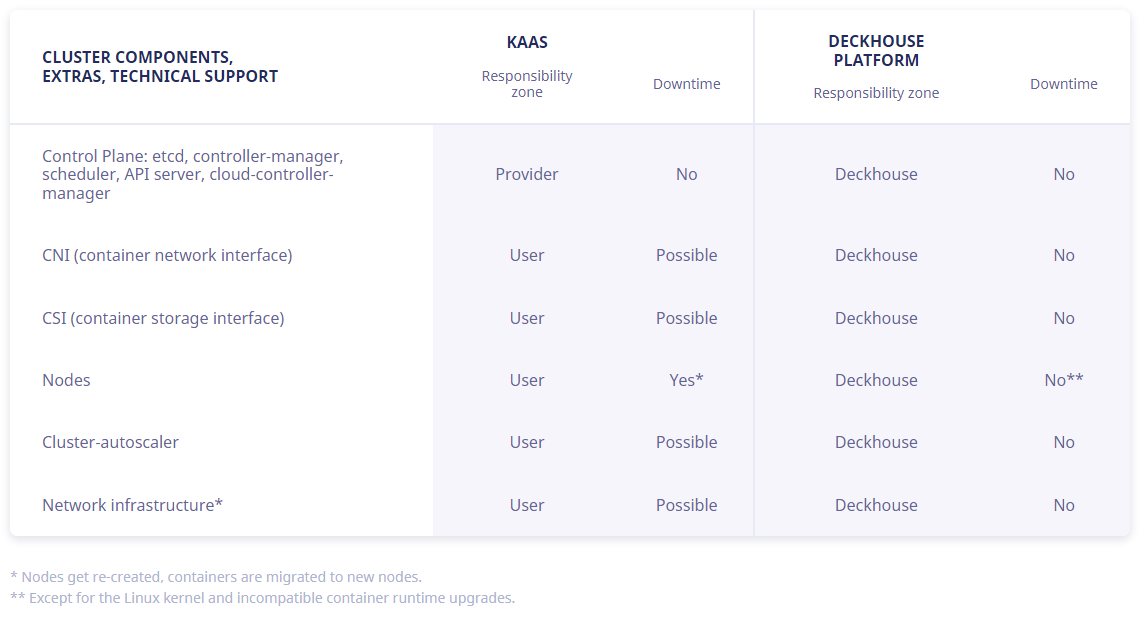 CLUSTER COMPONENTS,
EXTRAS, TECHNICAL SUPPORT
KAAS
Responsibility
zone
Downtime
DECKHOUSE
PLATFORM
Responsibility zone
Downtime
Control Plane: etcd, controller-manager,
scheduler, API server, cloud-controller-
manager
Provider
No
Deckhouse
No
CNI (container network interface)
User
Possible
Deckhouse
No
CSI (container storage interface)
User
Possible
Deckhouse
No
Nodes
User
Yes*
Deckhouse
No**
Cluster-autoscaler
User
Possible
Deckhouse
No
Network infrastructure*
User
Possible
Deckhouse
No
* Nodes get re-created, containers are migrated to new nodes.
** Except for the Linux kernel and incompatible container runtime upgrades.